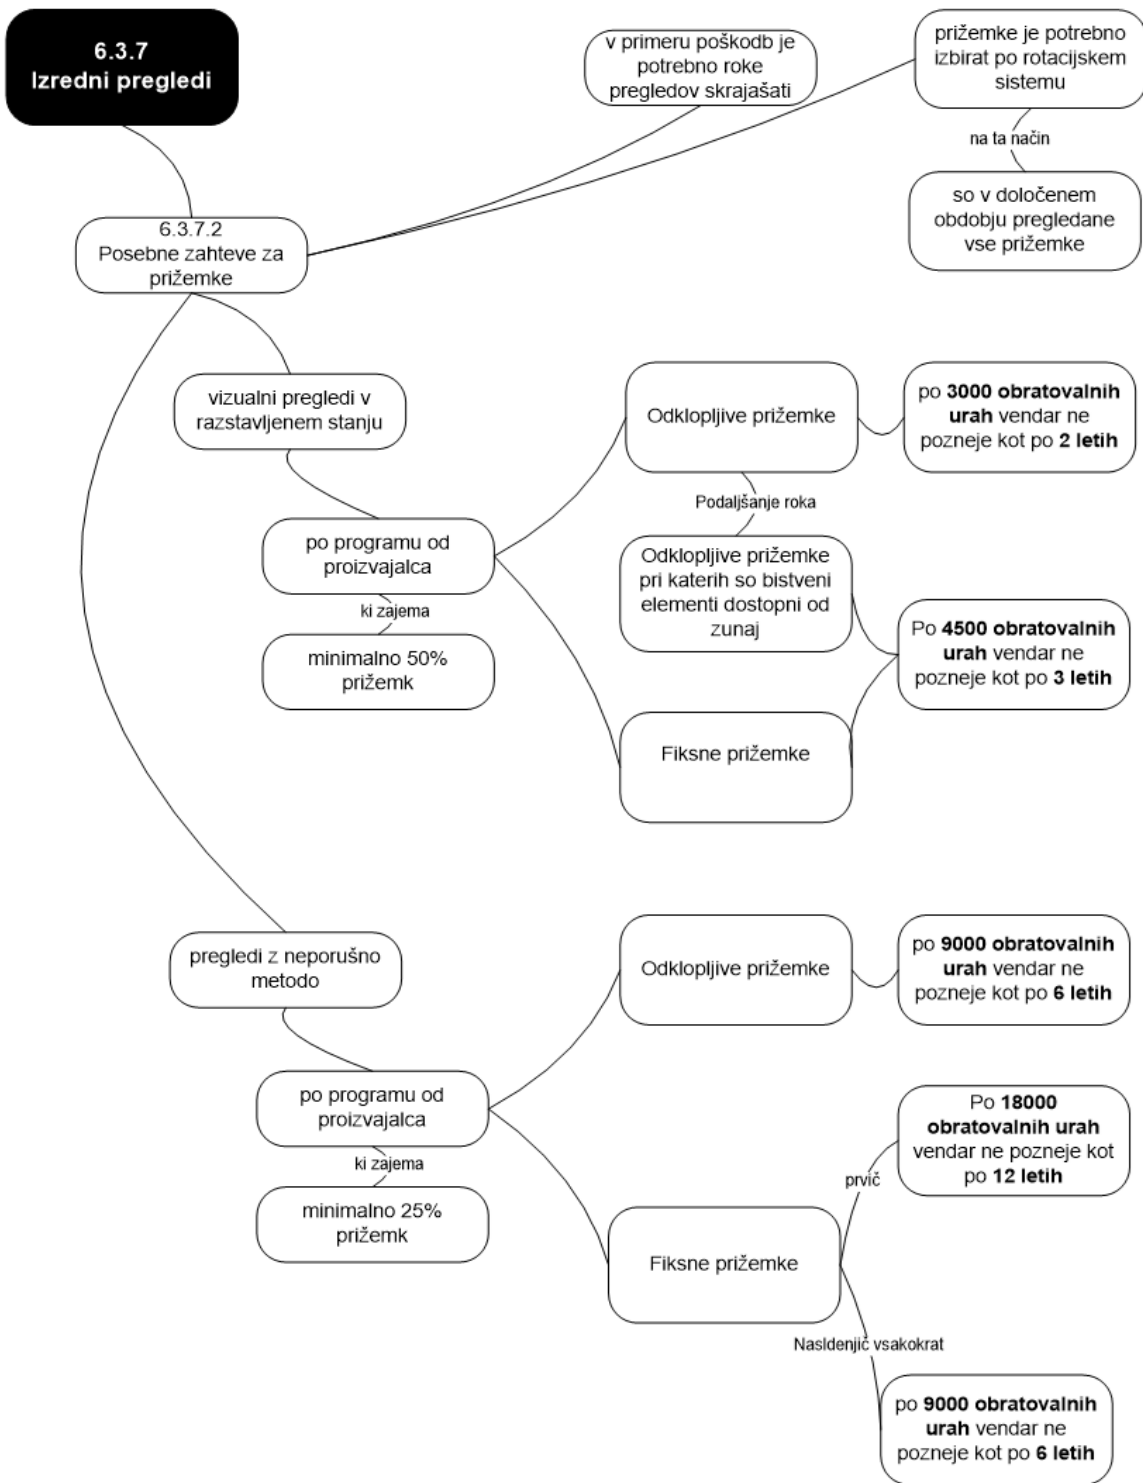 6.3.7
Izredni pregledi
v primeru poškodb je
potrebno roke
pregledov skrajašati
prižemke je potrebno
izbirat po rotacijskem
sistemu
na ta način
so v določenem
obdobju pregledane
vse prižemke
6.3.7.2
Posebne zahteve za
prižemke
vizualni pregledi v
razstavljenem stanju
po programu od
proizvajalca
ki zajema
minimalno 50%
prižemk
Odklopljive prižemke
po 3000 obratovalnih
urah vendar ne
pozneje kot po 2 letih
Podaljšanje roka
Odklopljive prižemke
pri katerih so bistveni
elementi dostopni od
zunaj
Po 4500 obratovalnih
urah vendar ne
pozneje kot po 3 letih
Fiksne prižemke
pregledi z neporušno
metodo
po programu od
proizvajalca
ki zajema
minimalno 25%
prižemk
Odklopljive prižemke
po 9000 obratovalnih
urah vendar ne
pozneje kot po 6 letih
Fiksne prižemke
prvič
Po 18000
obratovalnih urah
vendar ne pozneje kot
po 12 letih
Nasldenjič vsakokrat
po 9000 obratovalnih
urah vendar ne
pozneje kot po 6 letih